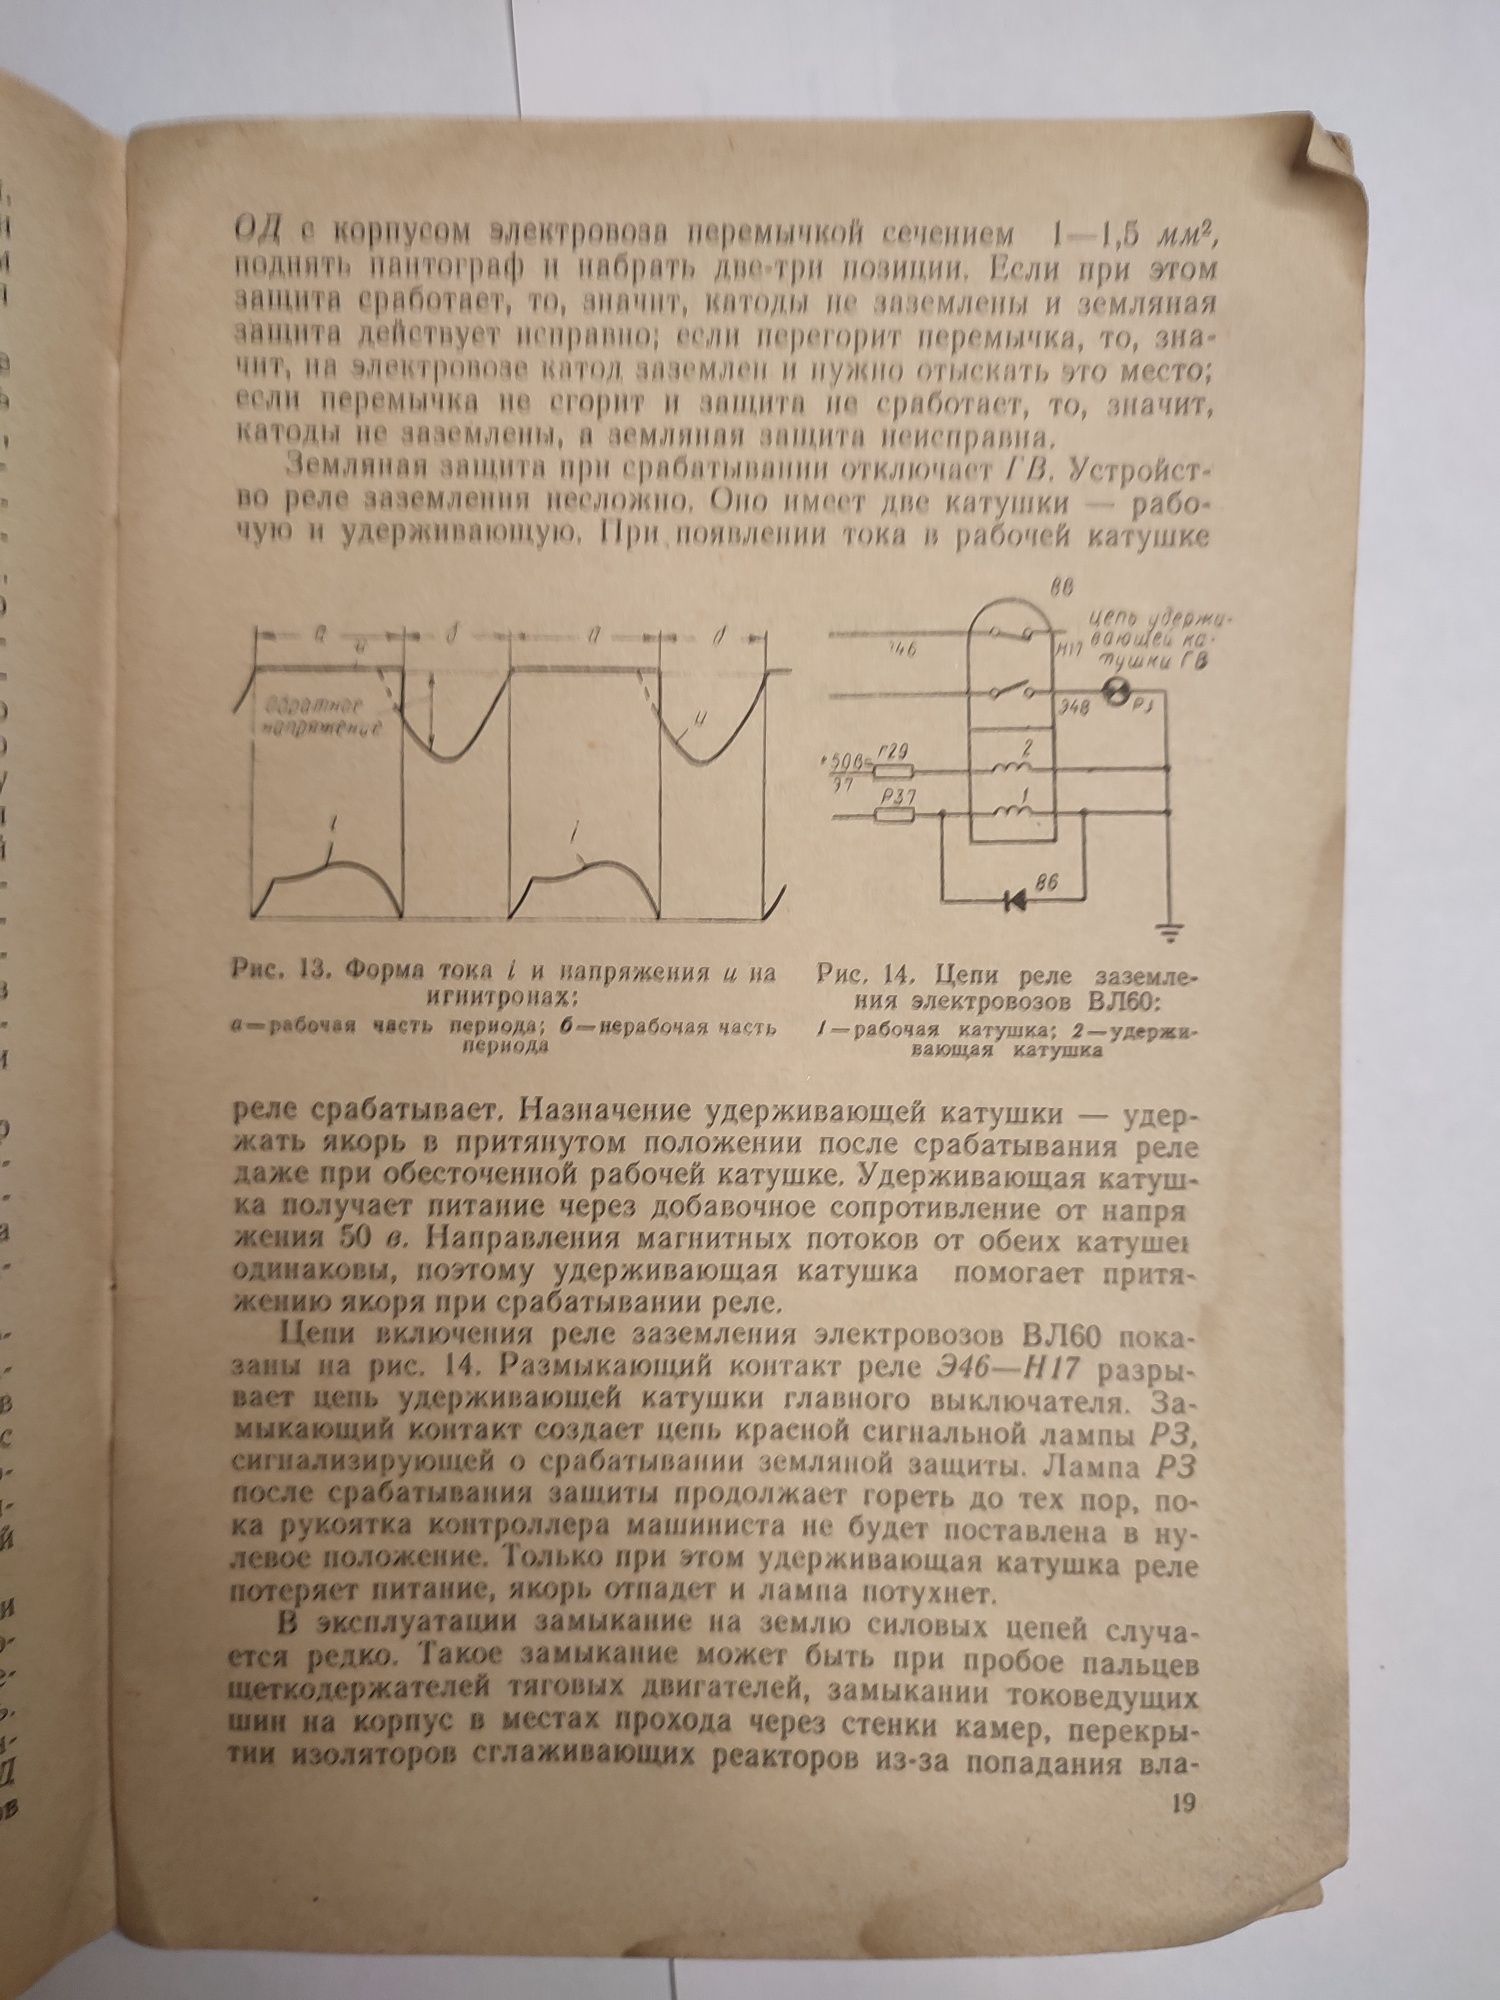 ОД с корпусом электровоза перемычкой сечением 1—1,5 мм²,
поднять пантограф и набрать две-три позиции. Если при этом
защита сработает, то, значит, катоды не заземлены и земляная
защита действует исправно; если перегорит перемычка, то, зна-
чит, на электровозе катод заземлен и нужно отыскать это место;
если перемычка не сгорит и защита не сработает, то, значит,
катоды не заземлены, а земляная защита неисправна.
Земляная защита при срабатывании отключает ГВ. Устройст-
во реле заземления несложно. Оно имеет две катушки — рабо-
чую и удерживающую. При появлении тока в рабочей катушке
а б а б
и
Обратное
напряжение
и
i i
88
цепь удержи-
вающей ка-
тушки ГВ
Н17
Э48 РЗ
+50в r29 2
Э7
Р37 1
86
Рис. 13. Форма тока i и напряжения u на
игнитронах:
а—рабочая часть периода; б—нерабочая часть
периода
Рис. 14. Цепи реле заземле-
ния электровозов ВЛ60:
1—рабочая катушка; 2—удержи-
вающая катушка
реле срабатывает. Назначение удерживающей катушки — удер-
жать якорь в притянутом положении после срабатывания реле
даже при обесточенной рабочей катушке. Удерживающая катуш-
ка получает питание через добавочное сопротивление от напря
жения 50 в. Направления магнитных потоков от обеих катушек
одинаковы, поэтому удерживающая катушка помогает притя-
жению якоря при срабатывании реле.
Цепи включения реле заземления электровозов ВЛ60 пока-
заны на рис. 14. Размыкающий контакт реле Э46—Н17 разры-
вает цепь удерживающей катушки главного выключателя. За-
мыкающий контакт создает цепь красной сигнальной лампы РЗ,
сигнализирующей о срабатывании земляной защиты. Лампа РЗ
после срабатывания защиты продолжает гореть до тех пор, по-
ка рукоятка контроллера машиниста не будет поставлена в ну-
левое положение. Только при этом удерживающая катушка реле
потеряет питание, якорь отпадет и лампа потухнет.
В эксплуатации замыкание на землю силовых цепей случа-
ется редко. Такое замыкание может быть при пробое пальцев
щеткодержателей тяговых двигателей, замыкании токоведущих
шин на корпус в местах прохода через стенки камер, перекры-
тии изоляторов сглаживающих реакторов из-за попадания вла-
19